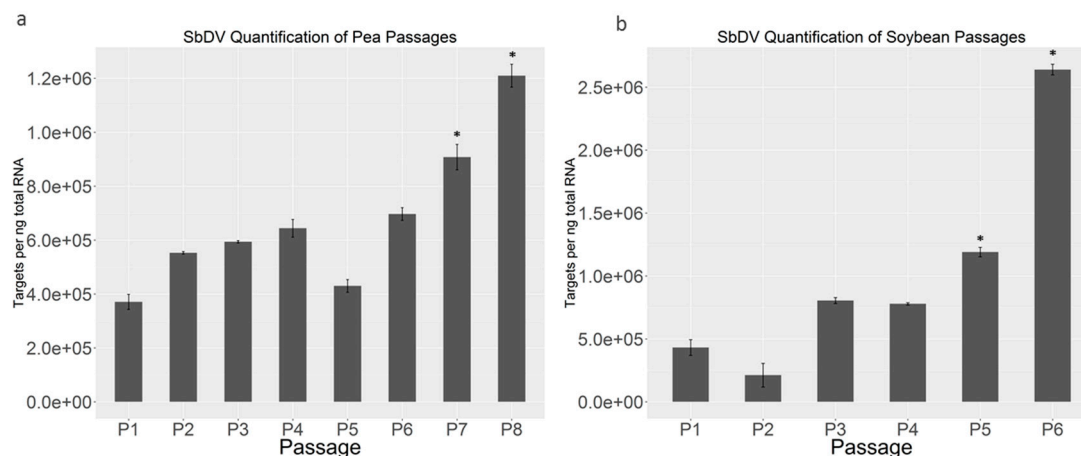 a
SbDV Quantification of Pea Passages
Targets per ng total RNA
1.2e+06
1.0e+06
8.0e+05
6.0e+05
4.0e+05
2.0e+05
0.0e+00
*
*
P1 P2 P3 P4 P5 P6 P7 P8
Passage
b
SbDV Quantification of Soybean Passages
Targets per ng total RNA
2.5e+06
2.0e+06
1.5e+06
1.0e+06
5.0e+05
0.0e+00
*
*
P1 P2 P3 P4 P5 P6
Passage